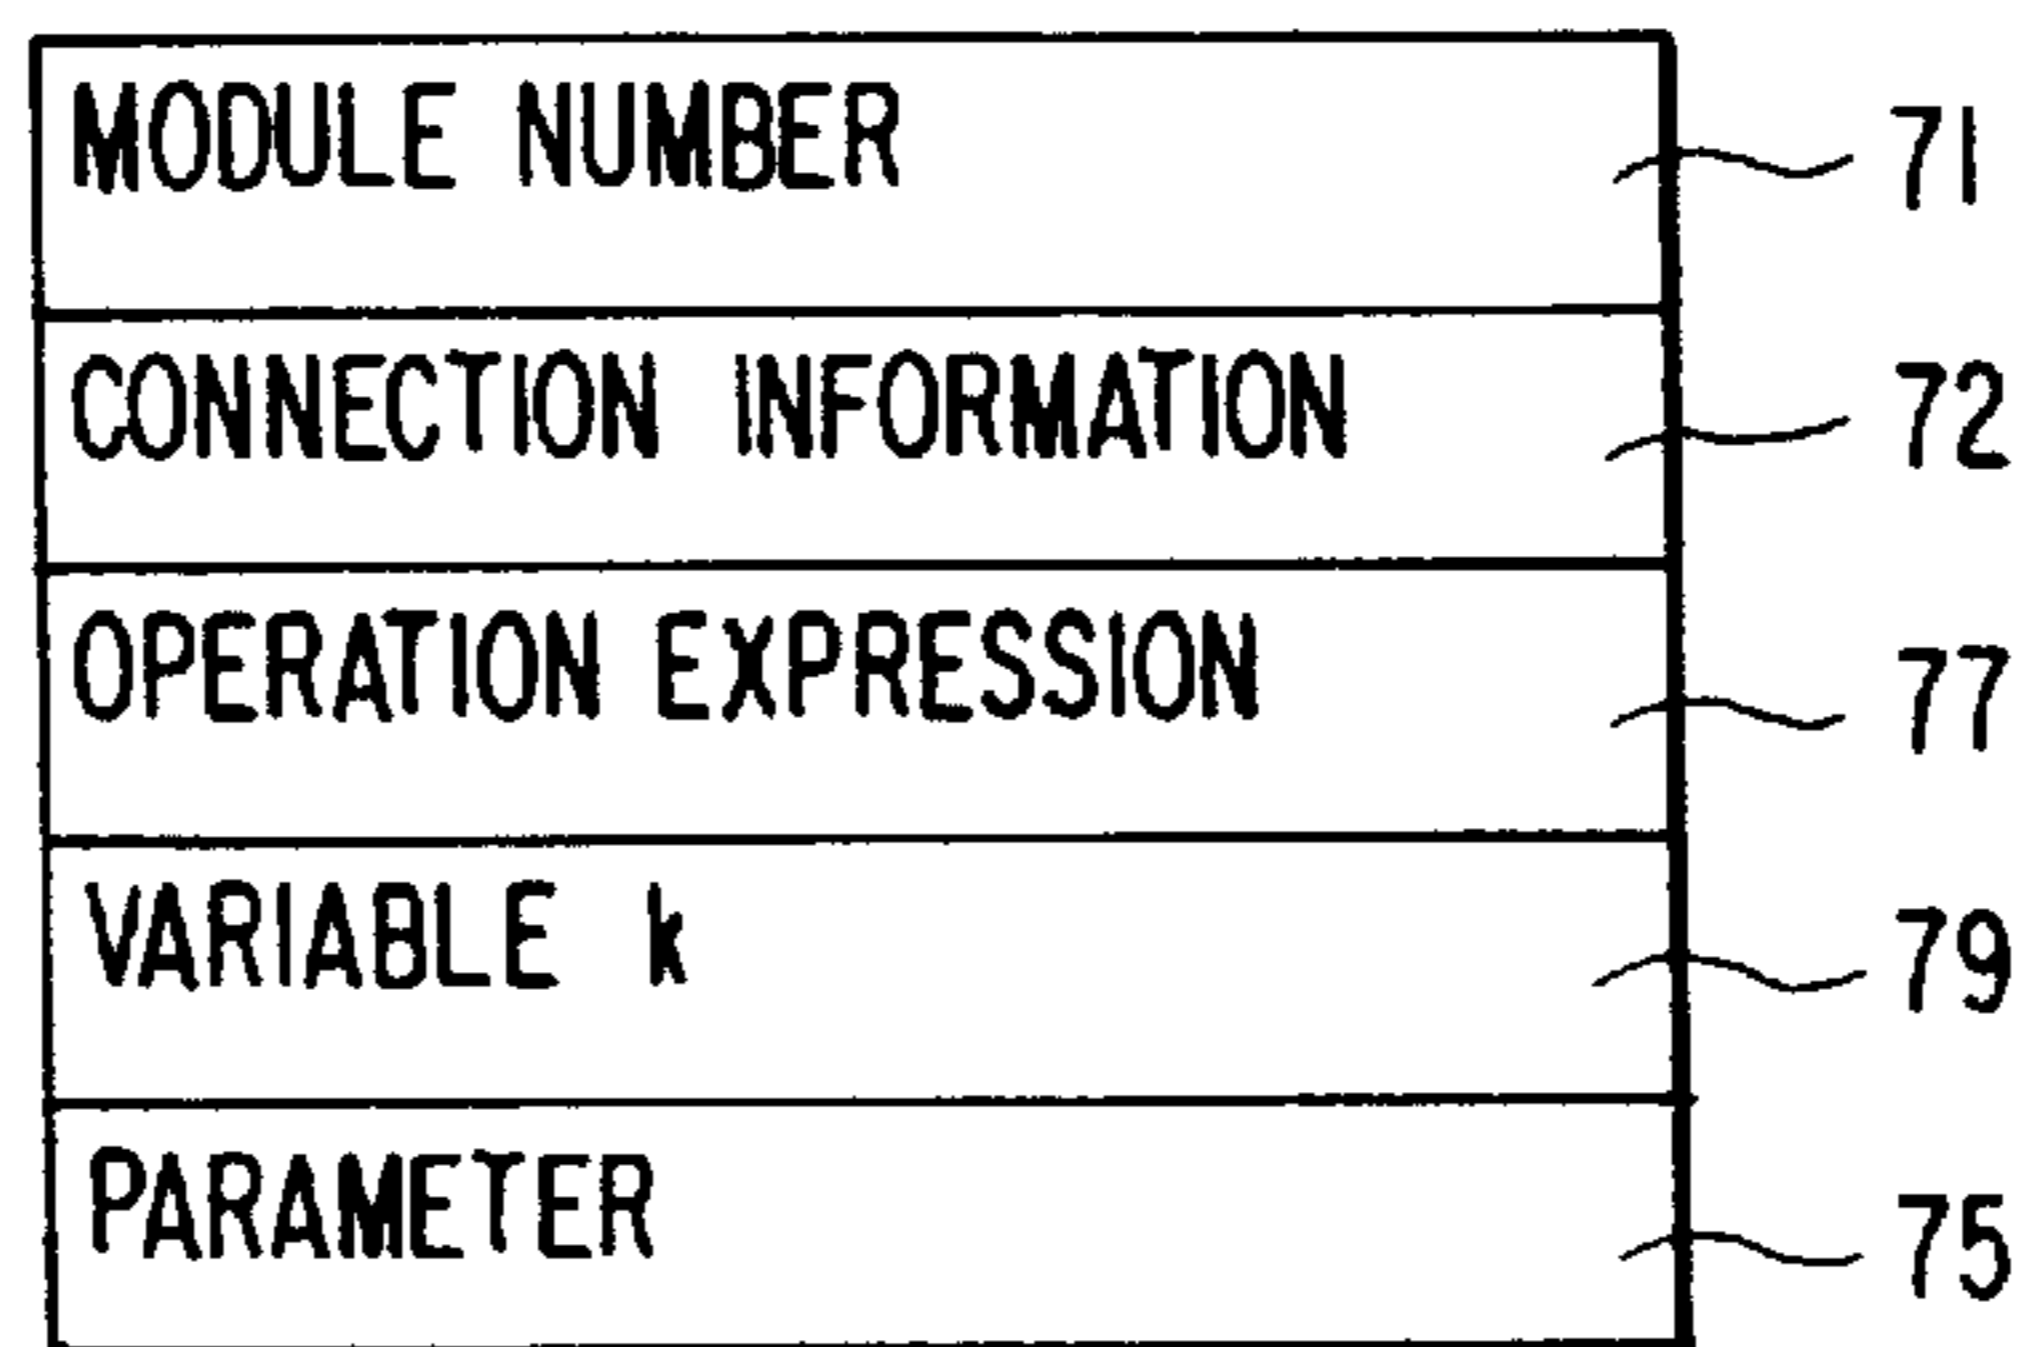 MODULE NUMBER 71
CONNECTION INFORMATION 72
OPERATION EXPRESSION 77
VARIABLE k 79
PARAMETER 75